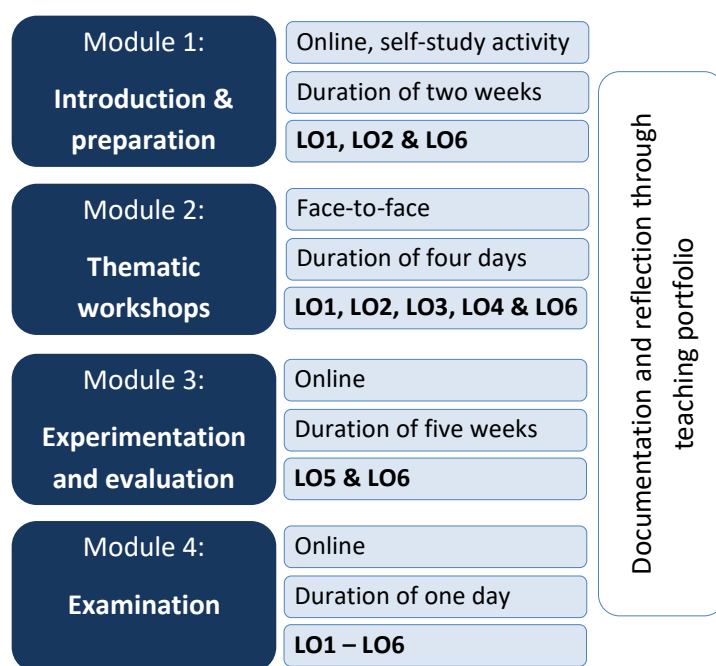 Module 1:
Introduction &
preparation
Online, self-study activity
Duration of two weeks
LO1, LO2 & LO6
Module 2:
Thematic
workshops
Face-to-face
Duration of four days
LO1, LO2, LO3, LO4 & LO6
Module 3:
Experimentation
and evaluation
Online
Duration of five weeks
LO5 & LO6
Module 4:
Examination
Online
Duration of one day
LO1 – LO6
Documentation and reflection through
teaching portfolio